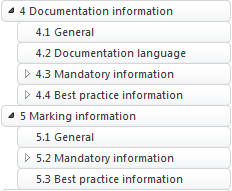 4 Documentation information
4.1 General
4.2 Documentation language
4.3 Mandatory information
4.4 Best practice information
5 Marking information
5.1 General
5.2 Mandatory information
5.3 Best practice information